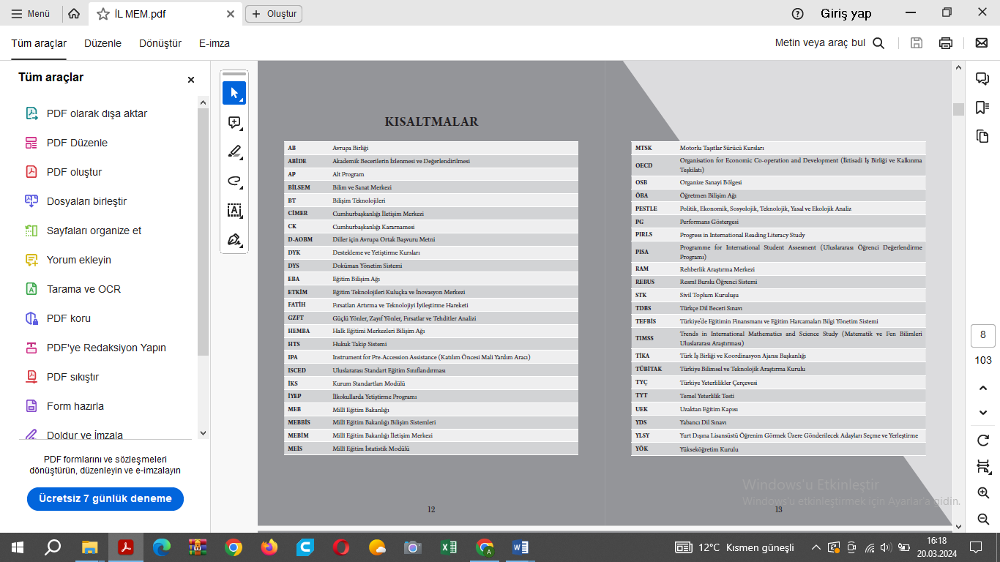 Menü
İL MEM.pdf
Oluştur
Giriş yap
Tüm araçlar Düzenle Dönüştür E-imza
Metin veya araç bul
Tüm araçlar
PDF olarak dışa aktar
PDF Düzenle
PDF oluştur
Dosyaları birleştir
Sayfaları organize et
Yorum ekleyin
Tarama ve OCR
PDF koru
PDF'ye Redaksiyon Yapın
PDF sıkıştır
Form hazırla
Doldur ve İmzala
PDF formlarını ve sözleşmeleri
dönüştürün, düzenleyin ve e-imzalayın
Ücretsiz 7 günlük deneme
KISALTMALAR
AB Avrupa Birliği
ABİDE Akademik Becerilerin İzlenmesi ve Değerlendirilmesi
AP Alt Program
BİLSEM Bilim ve Sanat Merkezi
BT Bilişim Teknolojileri
CİMER Cumhurbaşkanlığı İletişim Merkezi
CK Cumhurbaşkanlığı Kararnamesi
D-AOBM Diller için Avrupa Ortak Başvuru Metni
DYK Destekleme ve Yetiştirme Kursları
DYS Doküman Yönetim Sistemi
EBA Eğitim Bilişim Ağı
ETKİM Eğitim Teknolojileri Kuluçka ve İnovasyon Merkezi
FATİH Fırsatları Artırma ve Teknolojiyi İyileştirme Hareketi
GZFT Güçlü Yönler, Zayıf Yönler, Fırsatlar ve Tehditler Analizi
HEMBA Halk Eğitimi Merkezleri Bilişim Ağı
HTS Hukuk Takip Sistemi
IPA Instrument for Pre-Accession Assistance (Katılım Öncesi Mali Yardım Aracı)
ISCED Uluslararası Standart Eğitim Sınıflandırması
İKS Kurum Standartları Modülü
İYEP İlkokullarda Yetiştirme Programı
MEB Millî Eğitim Bakanlığı
MEBBİS Millî Eğitim Bakanlığı Bilişim Sistemleri
MEBİM Millî Eğitim Bakanlığı İletişim Merkezi
MEİS Millî Eğitim İstatistik Modülü
12
MTSK Motorlu Taşıtlar Sürücü Kursları
OECD Organisation for Economic Co-operation and Development (İktisadi İş Birliği ve Kalkınma
Teşkilatı)
OSB Organize Sanayi Bölgesi
ÖBA Öğretmen Bilişim Ağı
PESTLE Politik, Ekonomik, Sosyolojik, Teknolojik, Yasal ve Ekolojik Analiz
PG Performans Göstergesi
PIRLS Progress in International Reading Literacy Study
PISA Programme for International Student Assesment (Uluslararası Öğrenci Değerlendirme
Programı)
RAM Rehberlik Araştırma Merkezi
REBUS Resmî Burslu Öğrenci Sistemi
STK Sivil Toplum Kuruluşu
TDBS Türkçe Dil Beceri Sınavı
TEFBİS Türkiye'de Eğitimin Finansmanı ve Eğitim Harcamaları Bilgi Yönetim Sistemi
TIMSS Trends in International Mathematics and Science Study (Matematik ve Fen Bilimleri
Uluslararası Araştırması)
TİKA Türk İş Birliği ve Koordinasyon Ajansı Başkanlığı
TÜBİTAK Türkiye Bilimsel ve Teknolojik Araştırma Kurulu
TYÇ Türkiye Yeterlilikler Çerçevesi
TYT Temel Yeterlilik Testi
UEK Uzaktan Eğitim Kapısı
YDS Yabancı Dil Sınavı
YLSY Yurt Dışına Lisansüstü Öğrenim Görmek Üzere Gönderilecek Adayları Seçme ve Yerleştirme
YÖK Yükseköğretim Kurulu
13
Windows'u Etkinleştir
Windows'u etkinleştirmek için Ayarlar'a gidin.
8
103
12°C Kısmen güneşli
16:18
20.03.2024